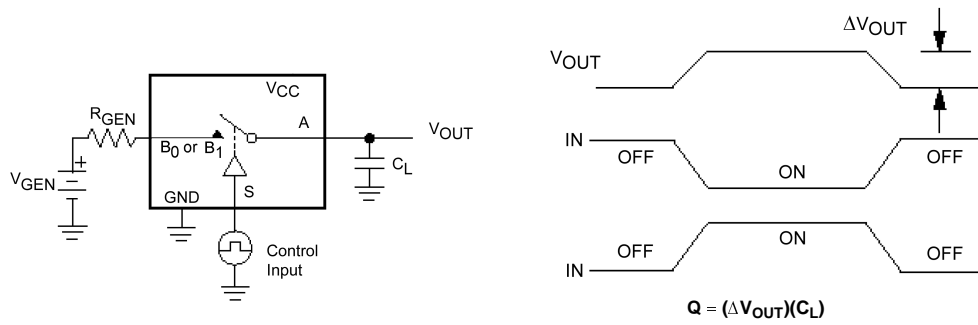 VCC
RGEN
A
VOUT
B0 or B1
+
VGEN
CL
S
GND
Control
Input
ΔVOUT
VOUT
IN
OFF
ON
OFF
IN
OFF
ON
OFF
Q = (ΔVOUT)(CL)